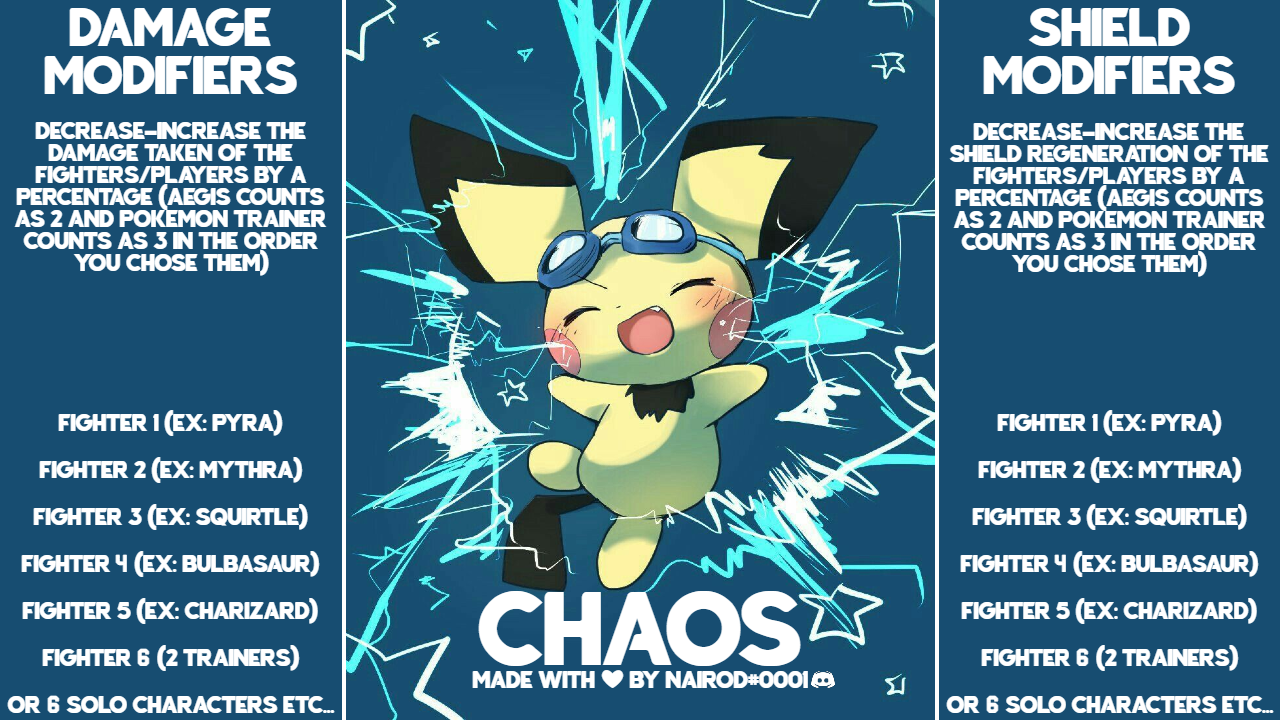 DAMAGE
MODIFIERS
DECREASE-INCREASE THE
DAMAGE TAKEN OF THE
FIGHTERS/PLAYERS BY A
PERCENTAGE (AEGIS COUNTS
AS 2 AND POKEMON TRAINER
COUNTS AS 3 IN THE ORDER
YOU CHOSE THEM)
FIGHTER 1 (EX: PYRA)
FIGHTER 2 (EX: MYTHRA)
FIGHTER 3 (EX: SQUIRTLE)
FIGHTER 4 (EX: BULBASAUR)
FIGHTER 5 (EX: CHARIZARD)
FIGHTER 6 (2 TRAINERS)
OR 6 SOLO CHARACTERS ETC...
CHAOS
MADE WITH ❤ BY NAIROD#0001
SHIELD
MODIFIERS
DECREASE-INCREASE THE
SHIELD REGENERATION OF THE
FIGHTERS/PLAYERS BY A
PERCENTAGE (AEGIS COUNTS
AS 2 AND POKEMON TRAINER
COUNTS AS 3 IN THE ORDER
YOU CHOSE THEM)
FIGHTER 1 (EX: PYRA)
FIGHTER 2 (EX: MYTHRA)
FIGHTER 3 (EX: SQUIRTLE)
FIGHTER 4 (EX: BULBASAUR)
FIGHTER 5 (EX: CHARIZARD)
FIGHTER 6 (2 TRAINERS)
OR 6 SOLO CHARACTERS ETC...